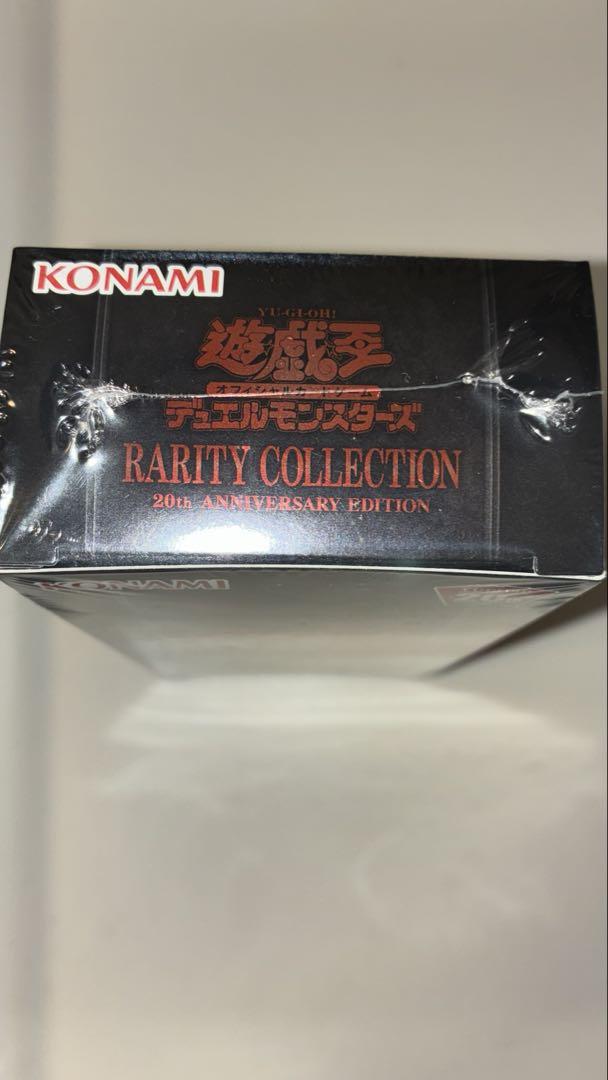 KONAMI
YU-GI-OH!
遊戯王
オフィシャルカードゲーム
デュエルモンスターズ
RARITY COLLECTION
20th ANNIVERSARY EDITION
KONAMI